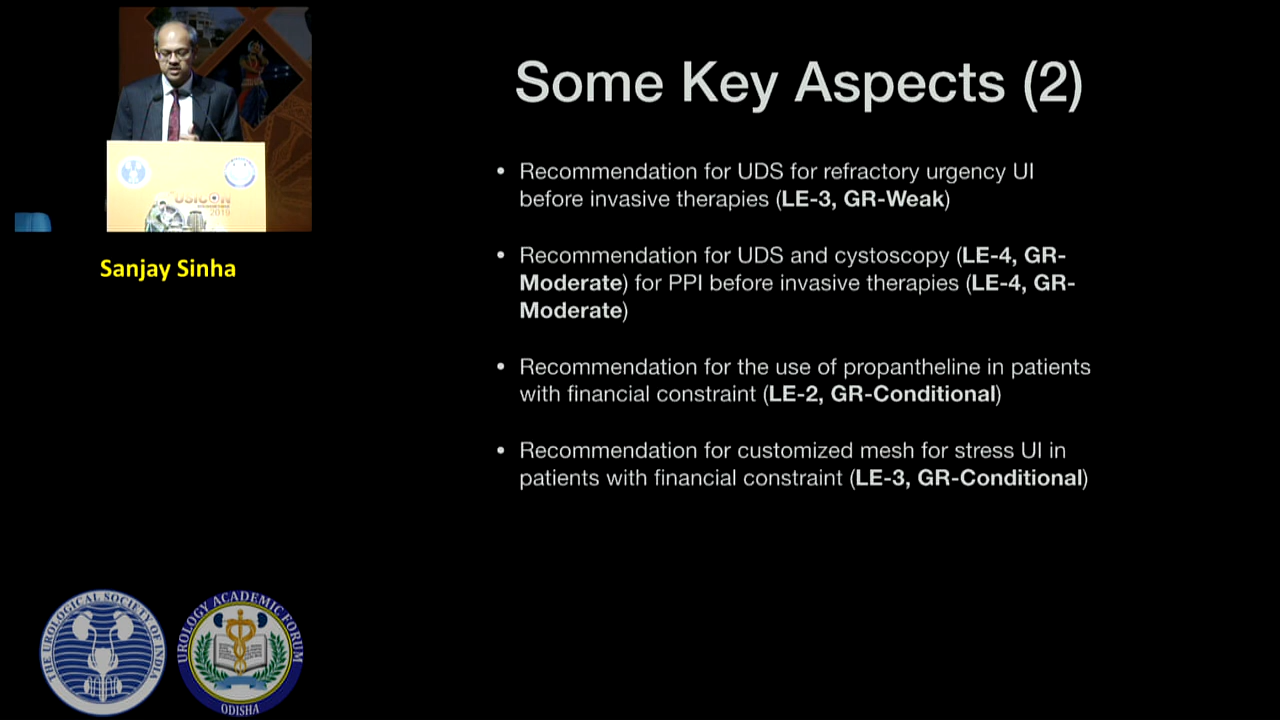 Some Key Aspects (2)
• Recommendation for UDS for refractory urgency UI
before invasive therapies (LE-3, GR-Weak)
• Recommendation for UDS and cystoscopy (LE-4, GR-
Moderate) for PPI before invasive therapies (LE-4, GR-
Moderate)
• Recommendation for the use of propantheline in patients
with financial constraint (LE-2, GR-Conditional)
• Recommendation for customized mesh for stress UI in
patients with financial constraint (LE-3, GR-Conditional)
USICON
2019
Sanjay Sinha
THE UROLOGICAL SOCIETY OF INDIA
UROLOGY ACADEMIC FORUM
ODISHA